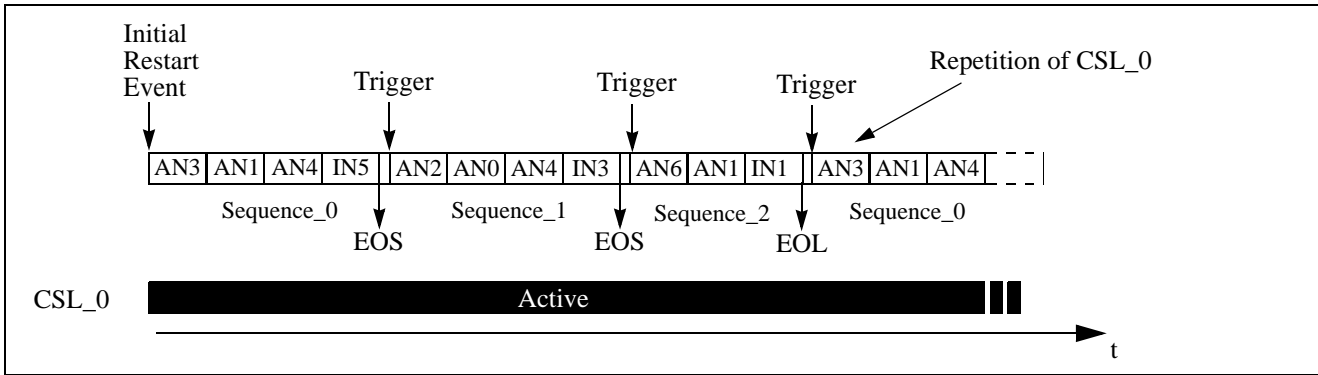 Initial
Restart
Event
Trigger
Trigger
Trigger
Repetition of CSL_0
AN3 AN1 AN4 IN5 AN2 AN0 AN4 IN3 AN6 AN1 IN1 AN3 AN1 AN4
Sequence_0 Sequence_1 Sequence_2 Sequence_0
EOS EOS EOL
CSL_0 Active
t